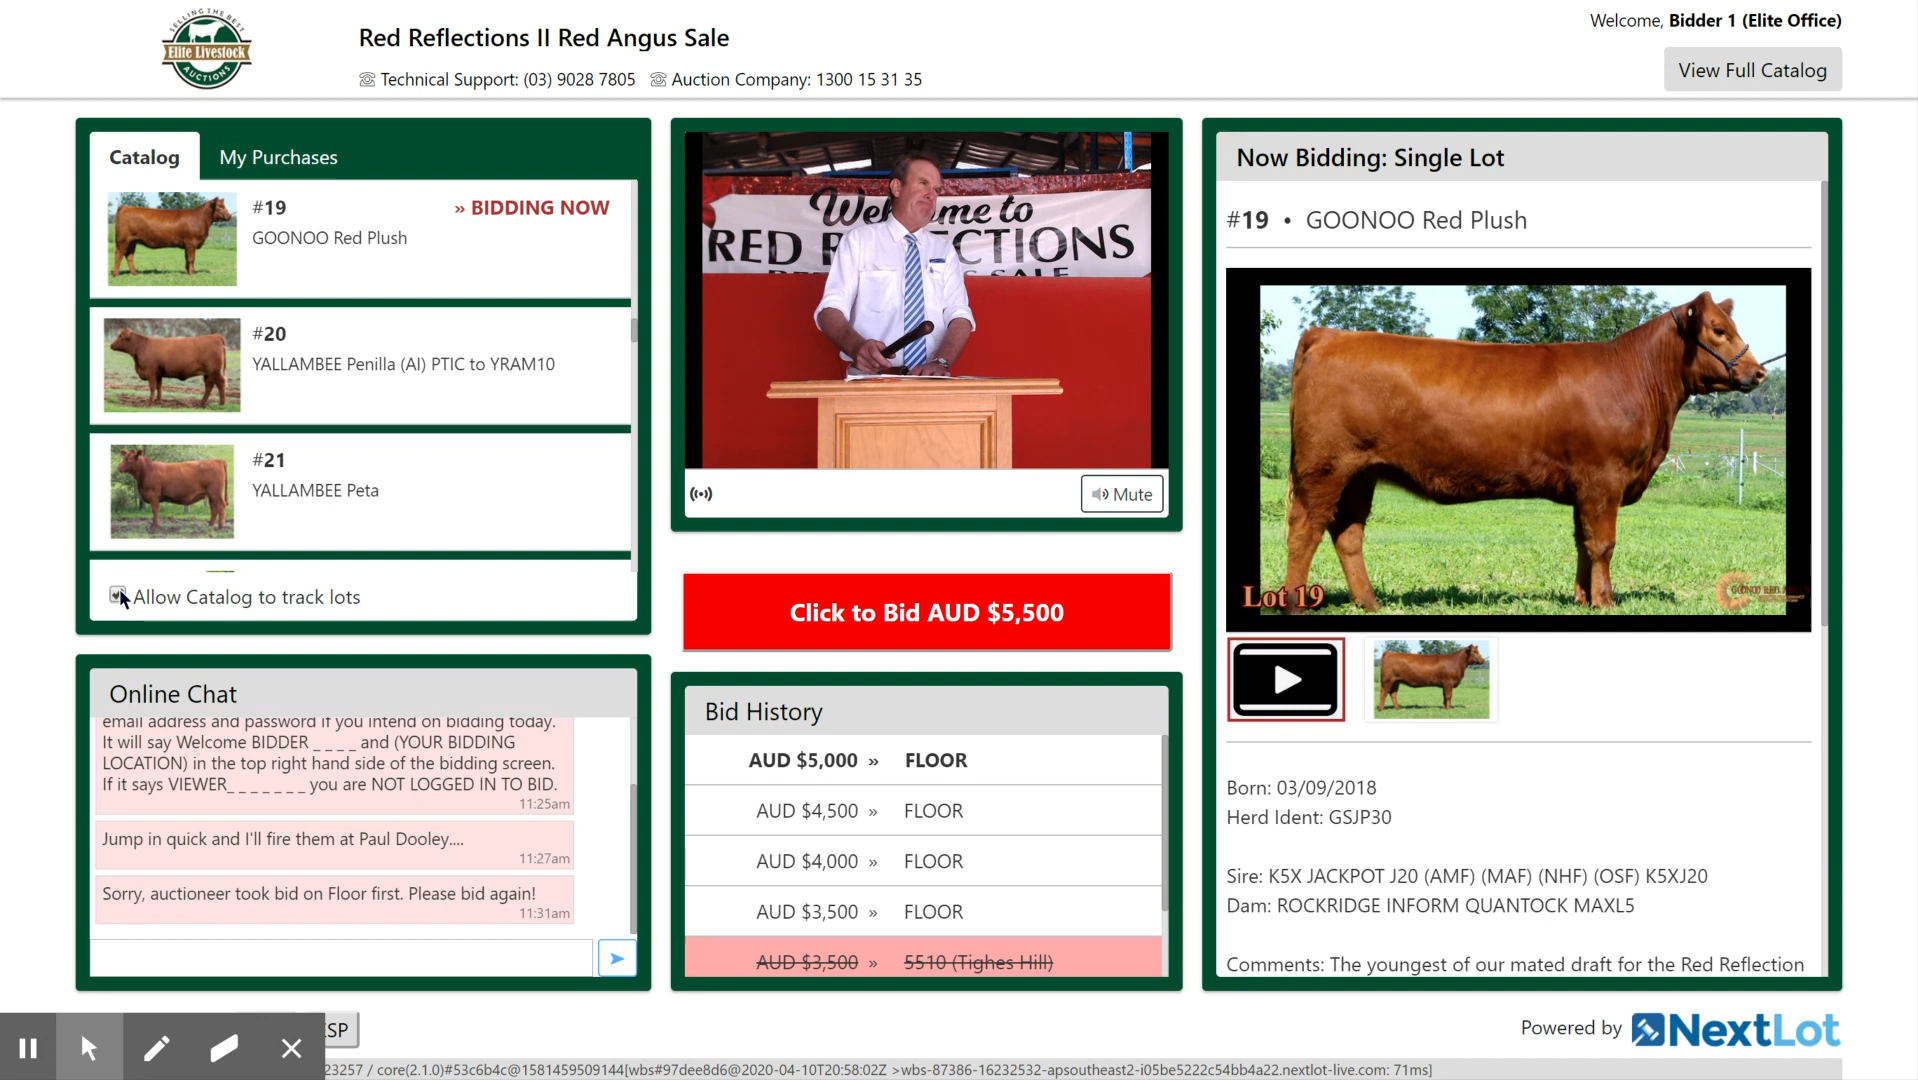 SELLING THE BEST
Elite Livestock
AUCTIONS
Red Reflections II Red Angus Sale
Technical Support: (03) 9028 7805 Auction Company: 1300 15 31 35
Welcome, Bidder 1 (Elite Office)
View Full Catalog
Catalog
My Purchases
#19
» BIDDING NOW
GOONOO Red Plush
#20
YALLAMBEE Penilla (AI) PTIC to YRAM10
#21
YALLAMBEE Peta
Allow Catalog to track lots
Online Chat
email address and password if you intend on bidding today.
It will say Welcome BIDDER _ _ _ _ and (YOUR BIDDING
LOCATION) in the top right hand side of the bidding screen.
If it says VIEWER_ _ _ _ _ _ _ you are NOT LOGGED IN TO BID.
11:25am
Jump in quick and I'll fire them at Paul Dooley....
11:27am
Sorry, auctioneer took bid on Floor first. Please bid again!
11:31am
Mute
Click to Bid AUD $5,500
Bid History
AUD $5,000 » FLOOR
AUD $4,500 » FLOOR
AUD $4,000 » FLOOR
AUD $3,500 » FLOOR
AUD $3,500 » 5510 (Tighes Hill)
Now Bidding: Single Lot
#19 • GOONOO Red Plush
Lot 19
Born: 03/09/2018
Herd Ident: GSJP30
Sire: K5X JACKPOT J20 (AMF) (MAF) (NHF) (OSF) K5XJ20
Dam: ROCKRIDGE INFORM QUANTOCK MAXL5
Comments: The youngest of our mated draft for the Red Reflection
SP
Powered by NextLot
23257 / core(2.1.0)#53c6b4c@1581459509144[wbs#97dee8d6@2020-04-10T20:58:02Z >wbs-87386-16232532-apsoutheast2-i05be5222c54bb4a22.nextlot-live.com: 71ms]